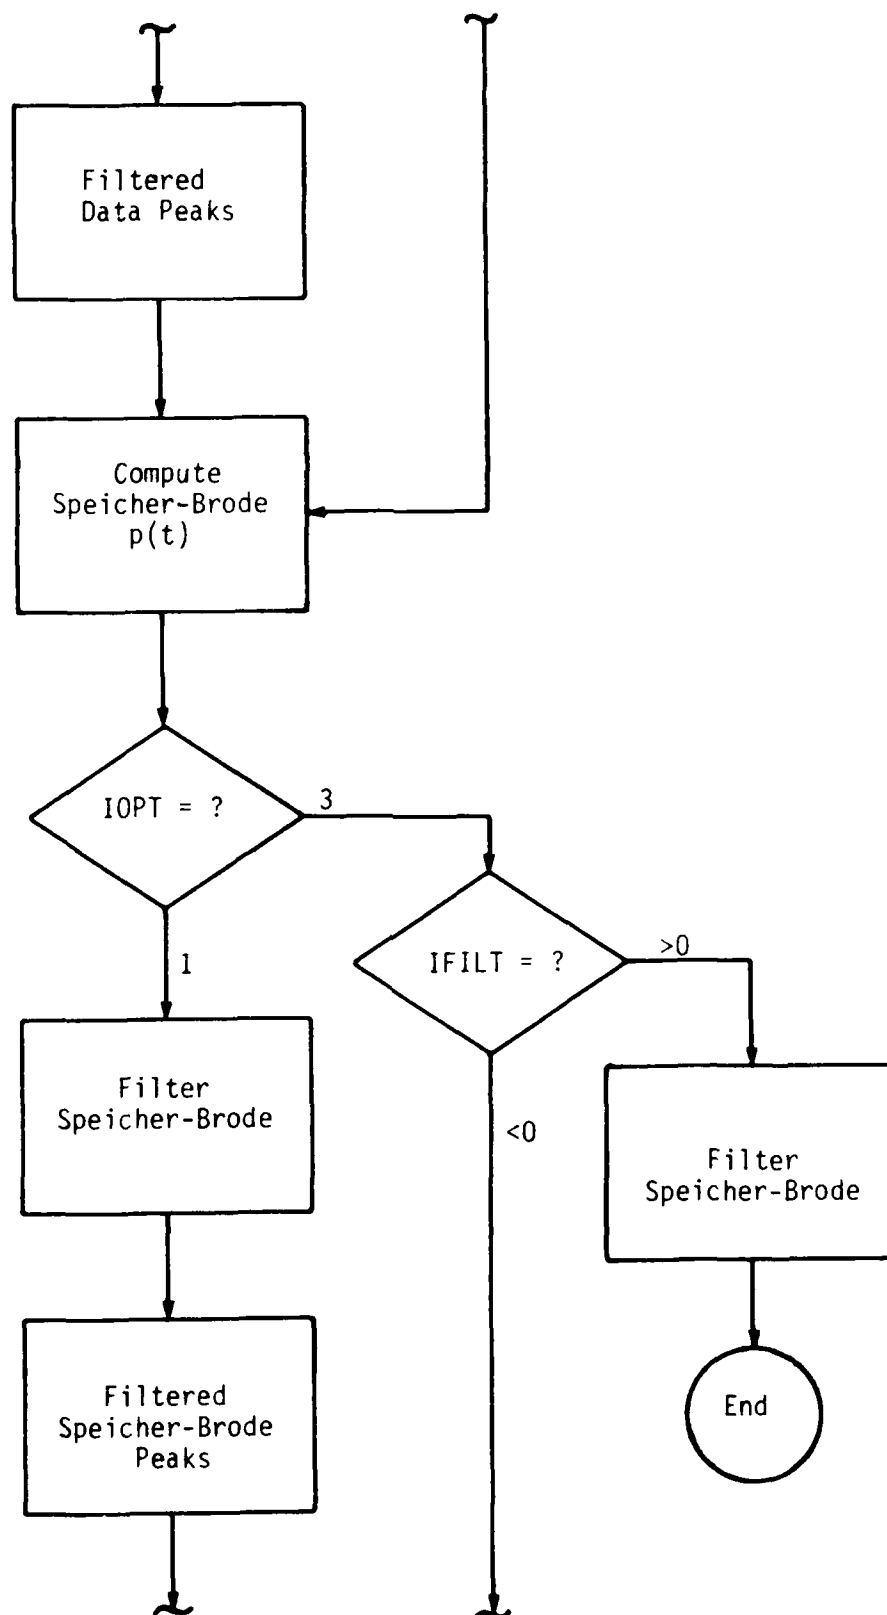 Filtered
Data Peaks
Compute
Speicher-Brode
p(t)
IOPT = ?
3
1
IFILT = ?
>0
<0
Filter
Speicher-Brode
Filter
Speicher-Brode
Filtered
Speicher-Brode
Peaks
End